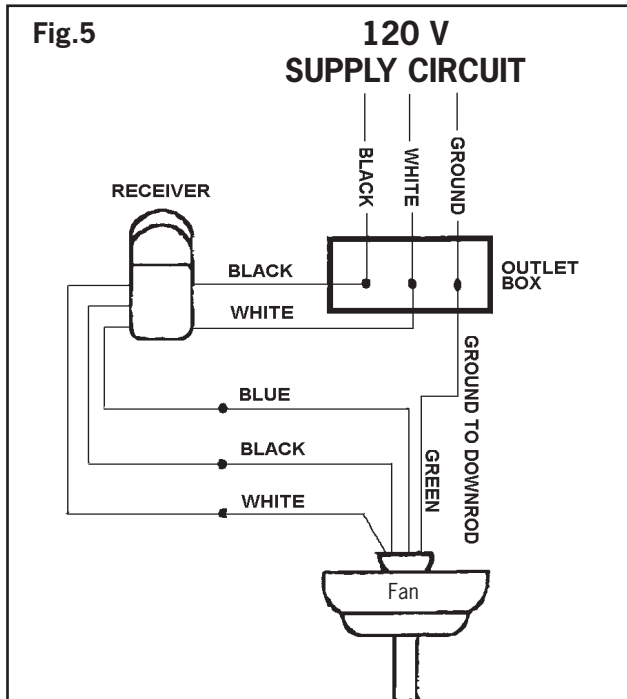 Fig.5
120 V
SUPPLY CIRCUIT
BLACK
WHITE
GROUND
RECEIVER
BLACK
OUTLET
BOX
WHITE
BLUE
GROUND TO DOWNROD
BLACK
GREEN
WHITE
Fan